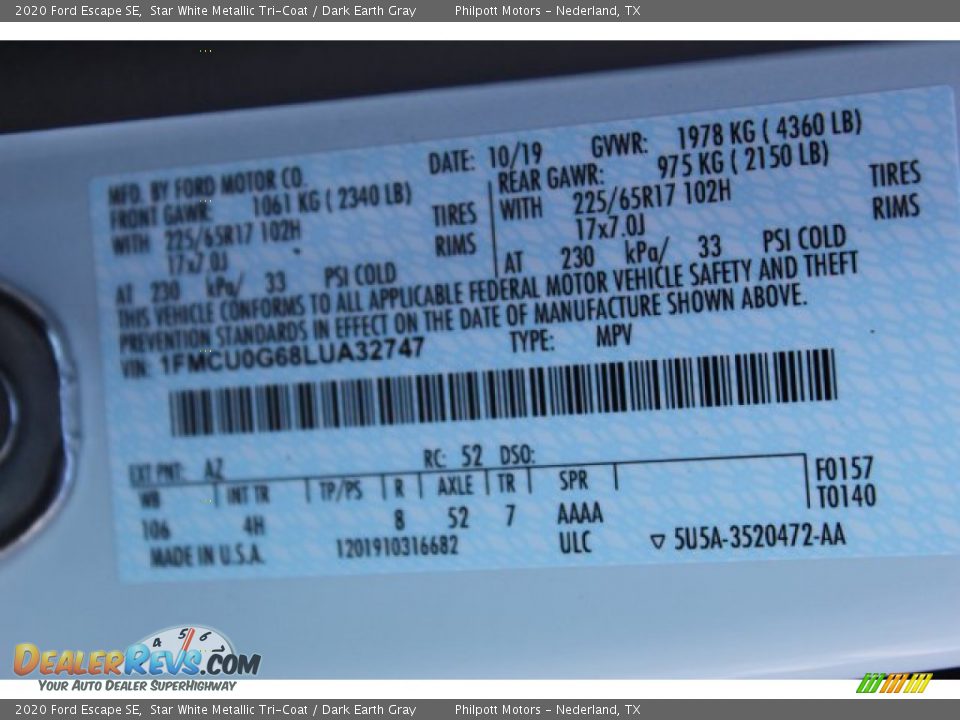 2020 Ford Escape SE, Star White Metallic Tri-Coat / Dark Earth Gray Philpott Motors - Nederland, TX
MFD. BY FORD MOTOR CO.
DATE: 10/19 GVWR: 1978 KG ( 4360 LB)
FRONT GAWR: 1061 KG ( 2340 LB)
REAR GAWR: 975 KG ( 2150 LB)
WITH 225/65R17 102H TIRES
WITH 225/65R17 102H TIRES
17x7.0J RIMS
17x7.0J RIMS
AT 230 kPa/ 33 PSI COLD
AT 230 kPa/ 33 PSI COLD
THIS VEHICLE CONFORMS TO ALL APPLICABLE FEDERAL MOTOR VEHICLE SAFETY AND THEFT
PREVENTION STANDARDS IN EFFECT ON THE DATE OF MANUFACTURE SHOWN ABOVE.
VIN: 1FMCU0G68LUA32747 TYPE: MPV
EXT PNT: AZ RC: 52 DSO:
WB INT TR TP/PS R AXLE TR SPR F0157
T0140
106 4H 8 52 7 AAAA
MADE IN U.S.A. 1201910316682 ULC ▽ 5U5A-3520472-AA
4 5 6
DEALERREVS.COM
YOUR AUTO DEALER SUPERHIGHWAY
2020 Ford Escape SE, Star White Metallic Tri-Coat / Dark Earth Gray Philpott Motors - Nederland, TX